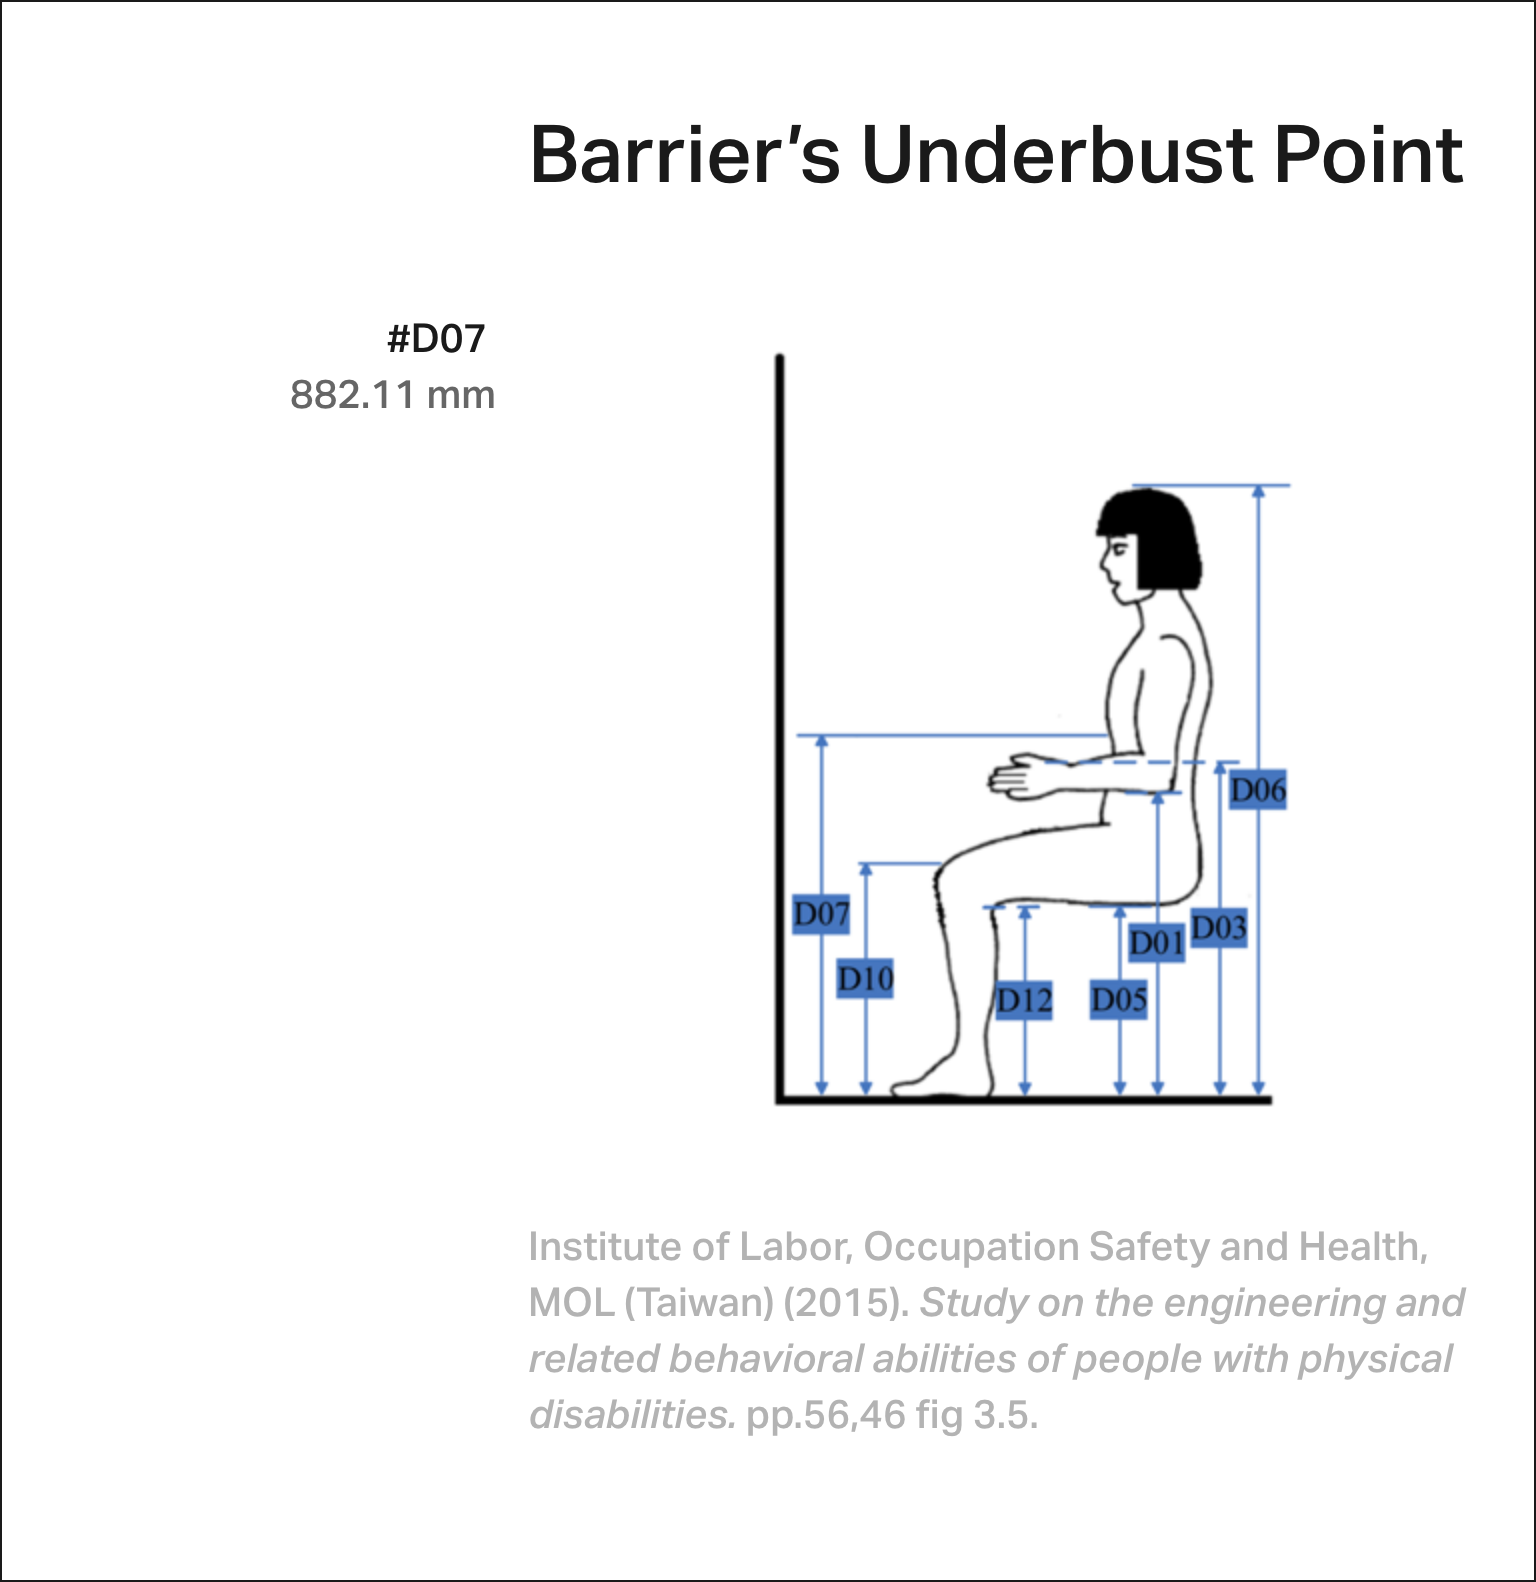 Barrier’s Underbust Point
#D07
882.11 mm
D06
D07
D03
D01
D10
D12
D05
Institute of Labor, Occupation Safety and Health,
MOL (Taiwan) (2015). Study on the engineering and
related behavioral abilities of people with physical
disabilities. pp.56,46 fig 3.5.